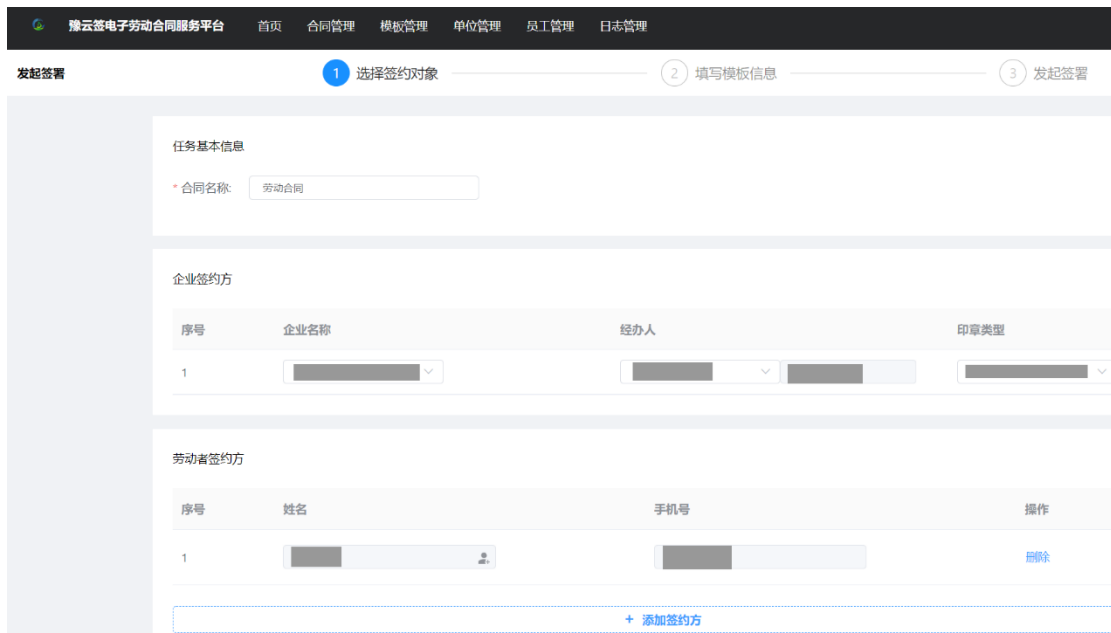 豫云签电子劳动合同服务平台 首页 合同管理 模板管理 单位管理 员工管理 日志管理
发起签署 1 选择签约对象 2 填写模板信息 3 发起签署
任务基本信息
* 合同名称: 劳动合同
企业签约方
序号 企业名称 经办人 印章类型
1
劳动者签约方
序号 姓名 手机号 操作
1 删除
+ 添加签约方